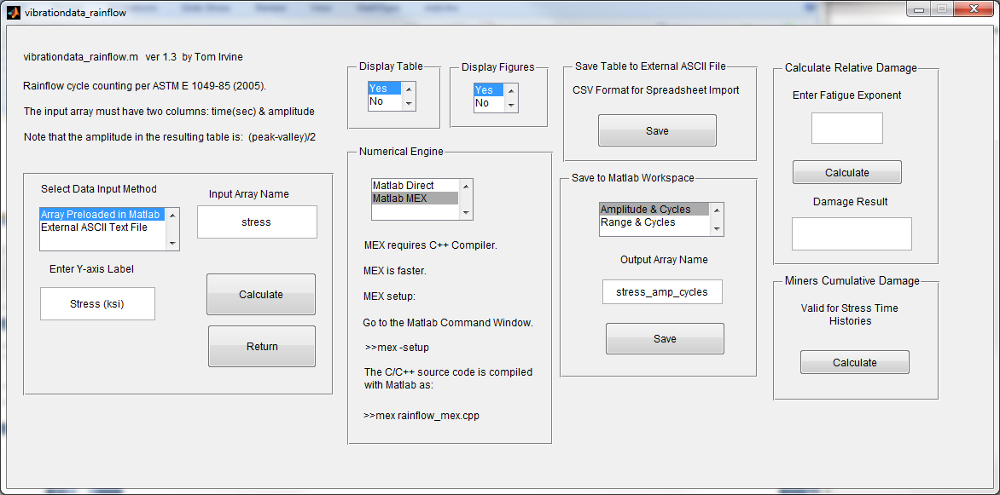 vibrationdata_rainflow
vibrationdata_rainflow.m ver 1.3 by Tom Irvine
Rainflow cycle counting per ASTM E 1049-85 (2005).
The input array must have two columns: time(sec) & amplitude
Note that the amplitude in the resulting table is: (peak-valley)/2
Select Data Input Method
Array Preloaded in Matlab
External ASCII Text File
Input Array Name
stress
Enter Y-axis Label
Stress (ksi)
Calculate
Return
Display Table
Yes
No
Display Figures
Yes
No
Numerical Engine
Matlab Direct
Matlab MEX
MEX requires C++ Compiler.
MEX is faster.
MEX setup:
Go to the Matlab Command Window.
>>mex -setup
The C/C++ source code is compiled
with Matlab as:
>>mex rainflow_mex.cpp
Save Table to External ASCII File
CSV Format for Spreadsheet Import
Save
Save to Matlab Workspace
Amplitude & Cycles
Range & Cycles
Output Array Name
stress_amp_cycles
Save
Calculate Relative Damage
Enter Fatigue Exponent
Calculate
Damage Result
Miners Cumulative Damage
Valid for Stress Time
Histories
Calculate